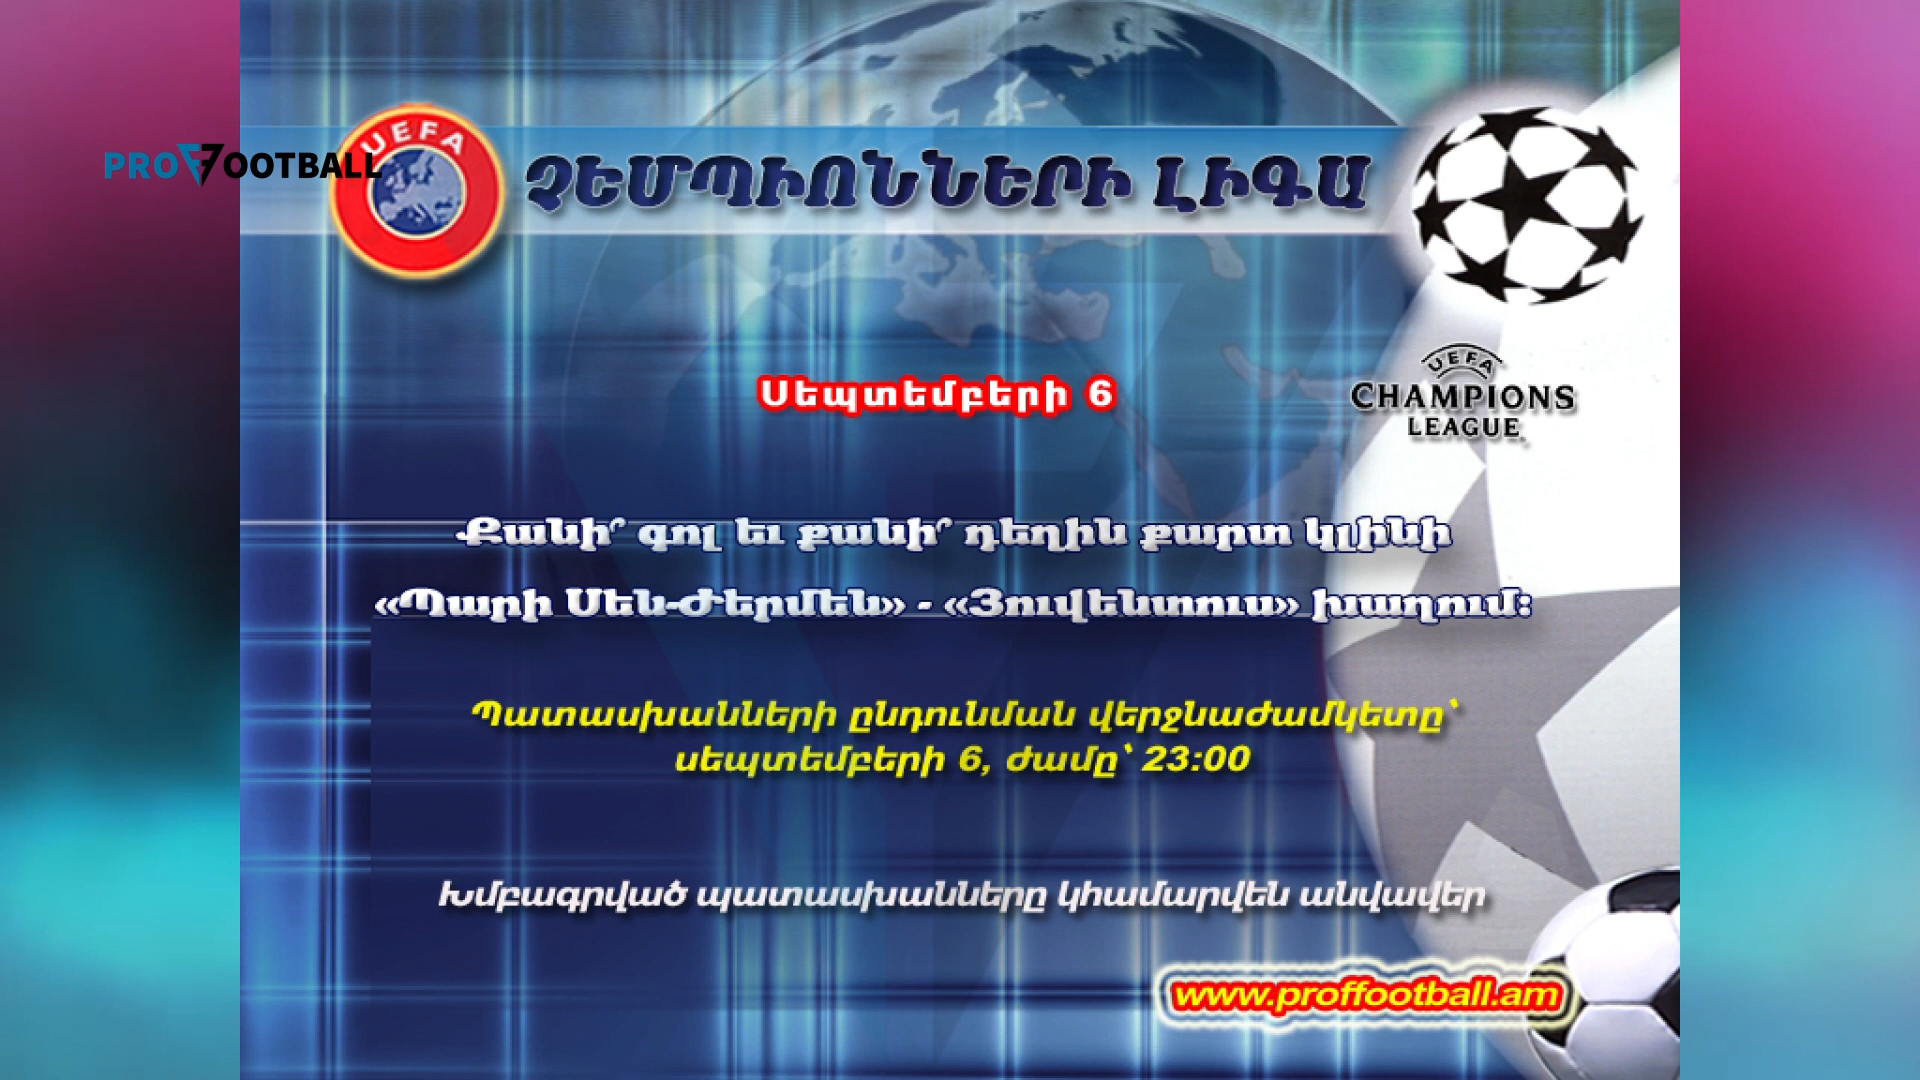 UEFA
PROFFOOTBALL
ՉԵՄՊԻՈՆՆԵՐԻ ԼԻԳԱ
Սեպտեմբերի 6
UEFA
CHAMPIONS
LEAGUE
Քանի՞ գոլ եւ քանի՞ դեղին քարտ կլինի
«Պարի Սեն-Ժերմեն» - «Յուվենտուս» խաղում:
Պատասխանների ընդունման վերջնաժամկետը՝
սեպտեմբերի 6, ժամը՝ 23:00
Խմբագրված պատասխանները կհամարվեն անվավեր
www.proffootball.am